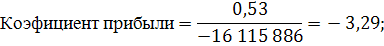 Коэфициент прибыли = 0,53 / −16 115 886 = − 3,29;